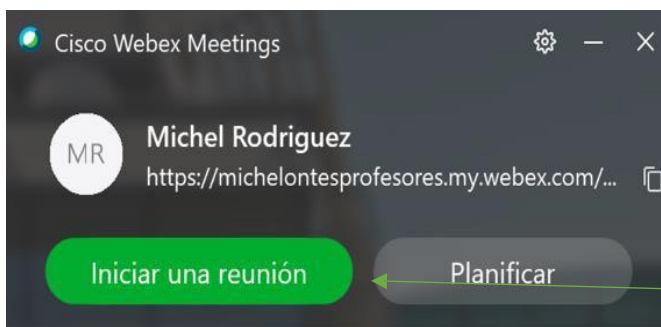 Cisco Webex Meetings
MR
Michel Rodriguez
https://michelontesprofesores.my.webex.com/...
Iniciar una reunión
Planificar